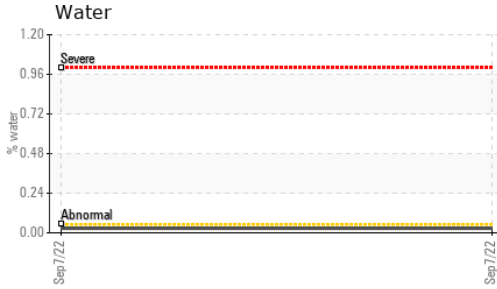 Water
1.20
Severe
0.96
0.72
% water
0.48
0.24
Abnormal
0.00
Sep7/22
Sep7/22